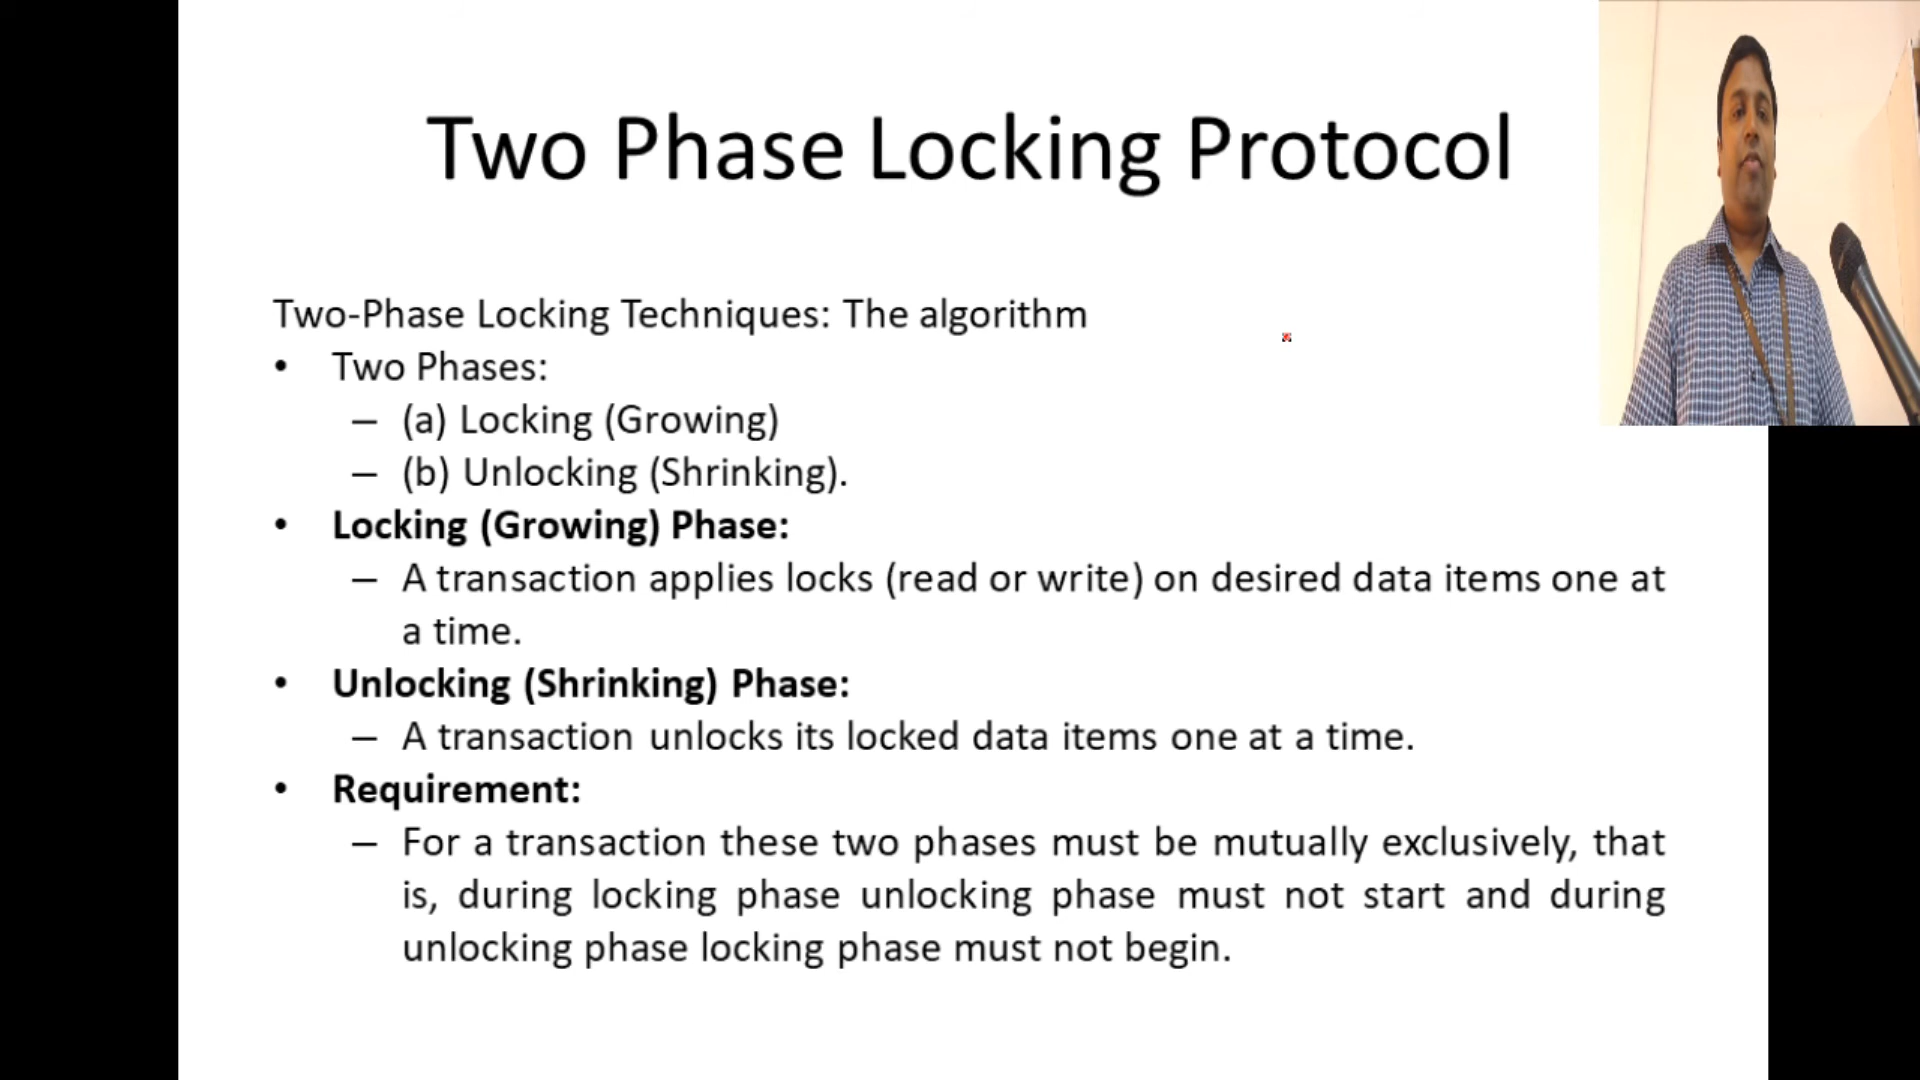 Two Phase Locking Protocol
Two-Phase Locking Techniques: The algorithm
• Two Phases:
– (a) Locking (Growing)
– (b) Unlocking (Shrinking).
• Locking (Growing) Phase:
– A transaction applies locks (read or write) on desired data items one at
a time.
• Unlocking (Shrinking) Phase:
– A transaction unlocks its locked data items one at a time.
• Requirement:
– For a transaction these two phases must be mutually exclusively, that
is, during locking phase unlocking phase must not start and during
unlocking phase locking phase must not begin.